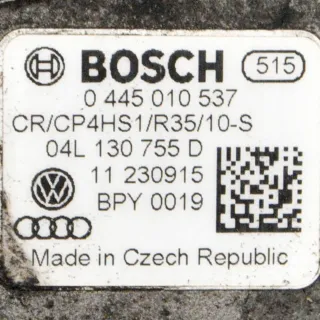 BOSCH 515
0 445 010 537
CR/CP4HS1/R35/10-S
04L 130 755 D
11 230915
BPY 0019
Made in Czech Republic